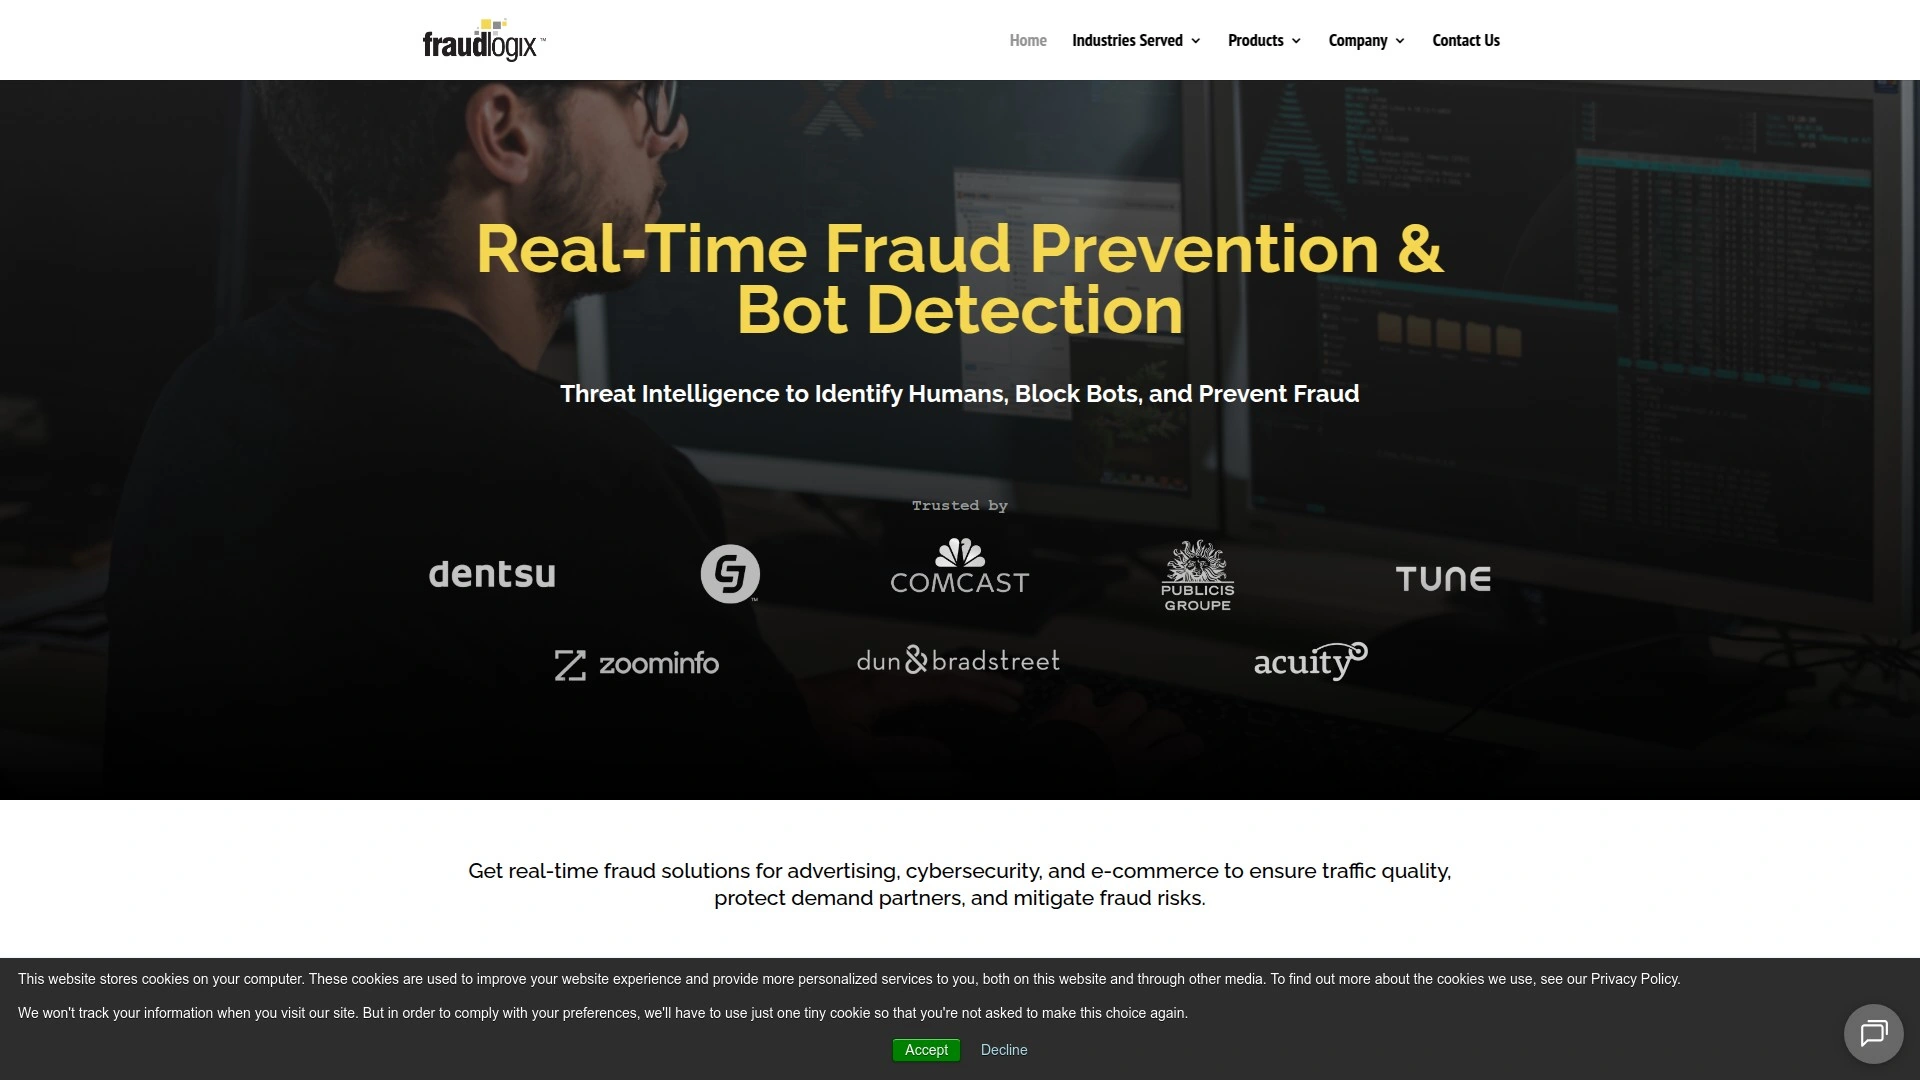 fraudlogix™
Home
Industries Served
Products
Company
Contact Us
Real-Time Fraud Prevention &
Bot Detection
Threat Intelligence to Identify Humans, Block Bots, and Prevent Fraud
Trusted by
dentsu
CJ™
COMCAST
PUBLICIS
GROUPE
TUNE
zoominfo
dun & bradstreet
acuity
Get real-time fraud solutions for advertising, cybersecurity, and e-commerce to ensure traffic quality,
protect demand partners, and mitigate fraud risks.
This website stores cookies on your computer. These cookies are used to improve your website experience and provide more personalized services to you, both on this website and through other media. To find out more about the cookies we use, see our Privacy Policy.
We won't track your information when you visit our site. But in order to comply with your preferences, we'll have to use just one tiny cookie so that you're not asked to make this choice again.
Accept
Decline